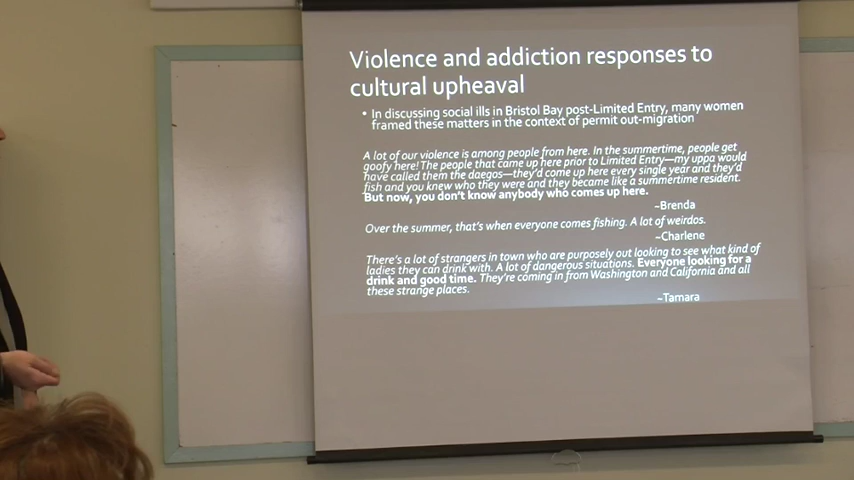 Violence and addiction responses to
cultural upheaval
• In discussing social ills in Bristol Bay post-Limited Entry, many women
framed these matters in the context of permit out-migration
A lot of our violence is among people from here. In the summertime, people get
goofy here! The people that came up here prior to Limited Entry—my uppa would
have called them the daegos—they'd come up here every single year and they'd
fish and you knew who they were and they became like a summertime resident.
But now, you don't know anybody who comes up here.
~Brenda
Over the summer, that's when everyone comes fishing. A lot of weirdos.
~Charlene
There's a lot of strangers in town who are purposely out looking to see what kind of
ladies they can drink with. A lot of dangerous situations. Everyone looking for a
drink and good time. They're coming in from Washington and California and all
these strange places.
~Tamara